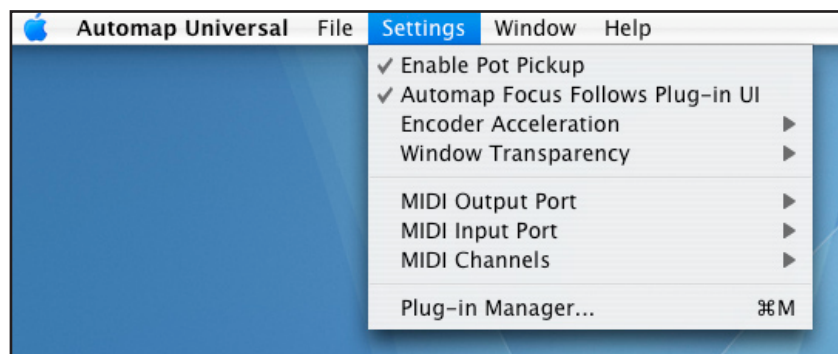 Automap Universal File Settings Window Help
✓ Enable Pot Pickup
✓ Automap Focus Follows Plug-in UI
Encoder Acceleration ▶
Window Transparency ▶
MIDI Output Port ▶
MIDI Input Port ▶
MIDI Channels ▶
Plug-in Manager... ⌘M